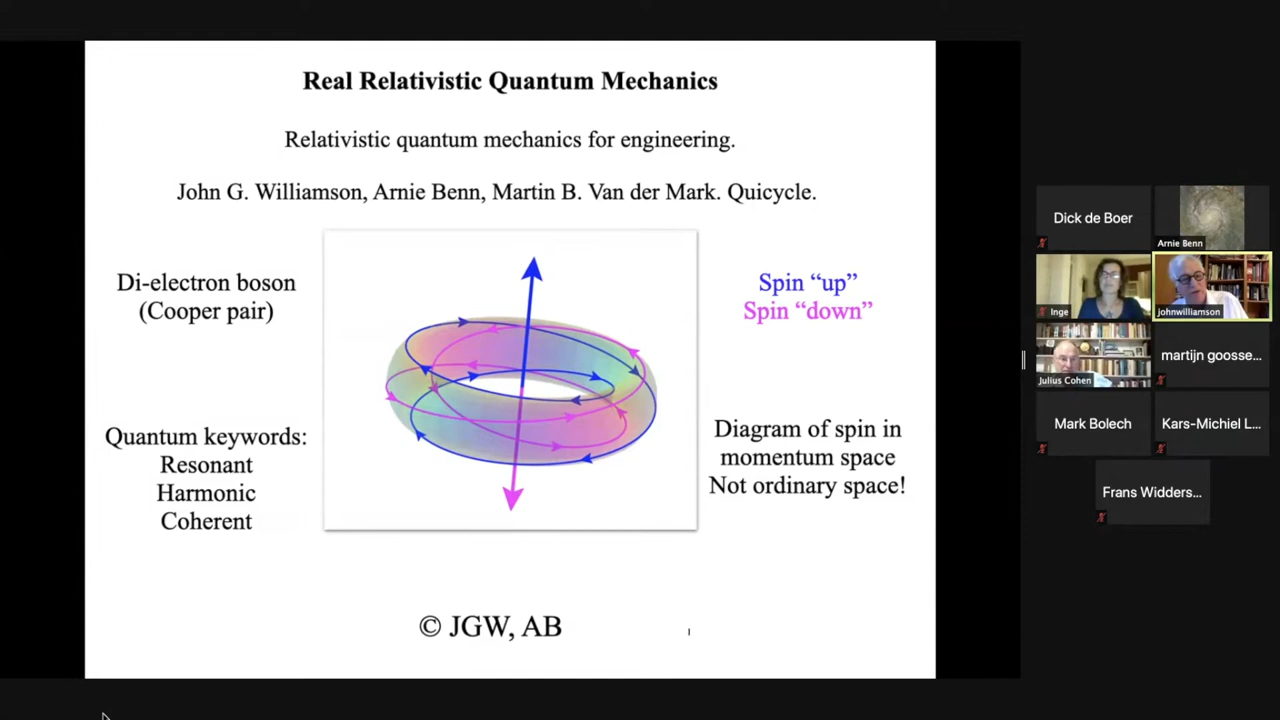 Real Relativistic Quantum Mechanics
Relativistic quantum mechanics for engineering.
John G. Williamson, Arnie Benn, Martin B. Van der Mark. Quicycle.
Di-electron boson
(Cooper pair)
Spin “up”
Spin “down”
Quantum keywords:
Resonant
Harmonic
Coherent
Diagram of spin in
momentum space
Not ordinary space!
© JGW, AB
Dick de Boer
Arnie Benn
Inge
johnwilliamson
Julius Cohen
martijn goosse...
Mark Bolech
Kars-Michiel L...
Frans Widders...